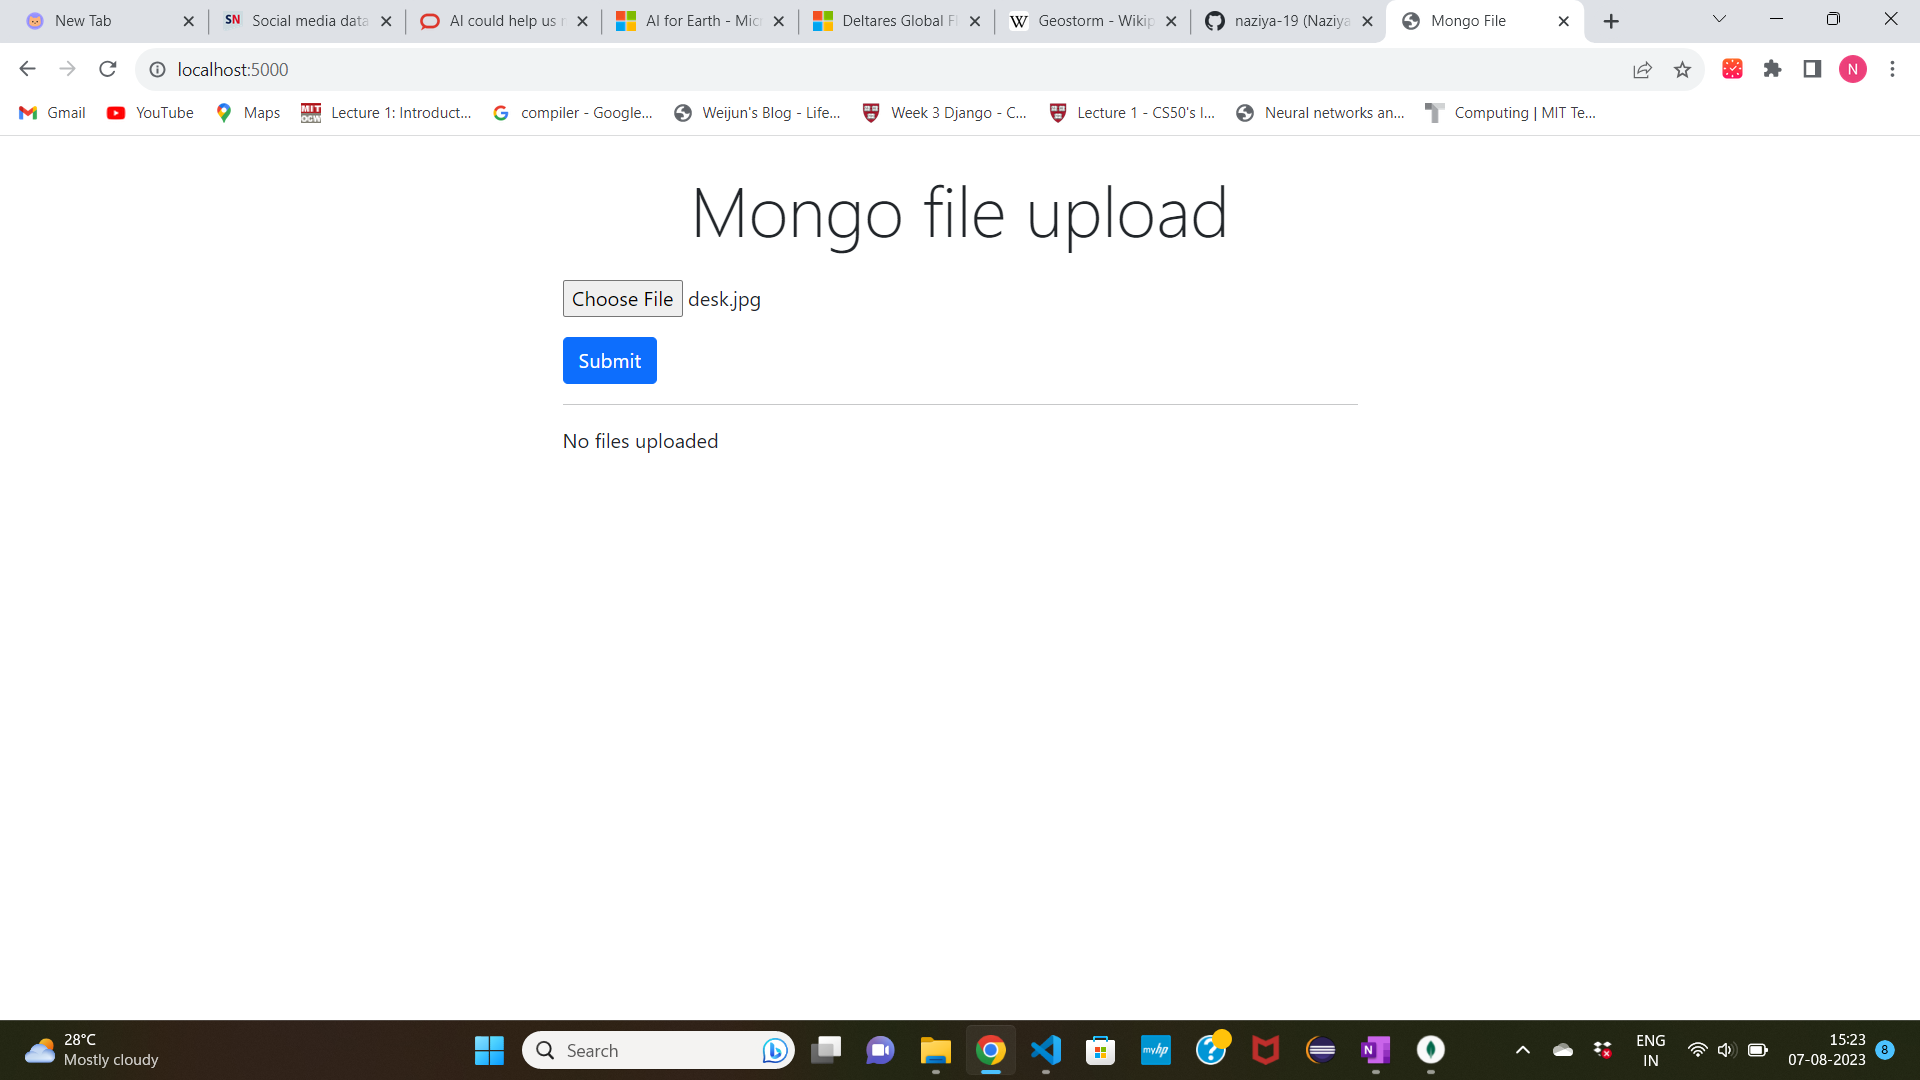 New Tab
Social media data
AI could help us
AI for Earth - Micr
Deltares Global Fl
Geostorm - Wikip
naziya-19 (Naziya
Mongo File
localhost:5000
N
Gmail
YouTube
Maps
Lecture 1: Introduct...
compiler - Google...
Weijun's Blog - Life...
Week 3 Django - C...
Lecture 1 - CS50's I...
Neural networks an...
Computing | MIT Te...
Mongo file upload
Choose File desk.jpg
Submit
No files uploaded
28°C
Mostly cloudy
Search
myhp
ENG
IN
15:23
07-08-2023
8